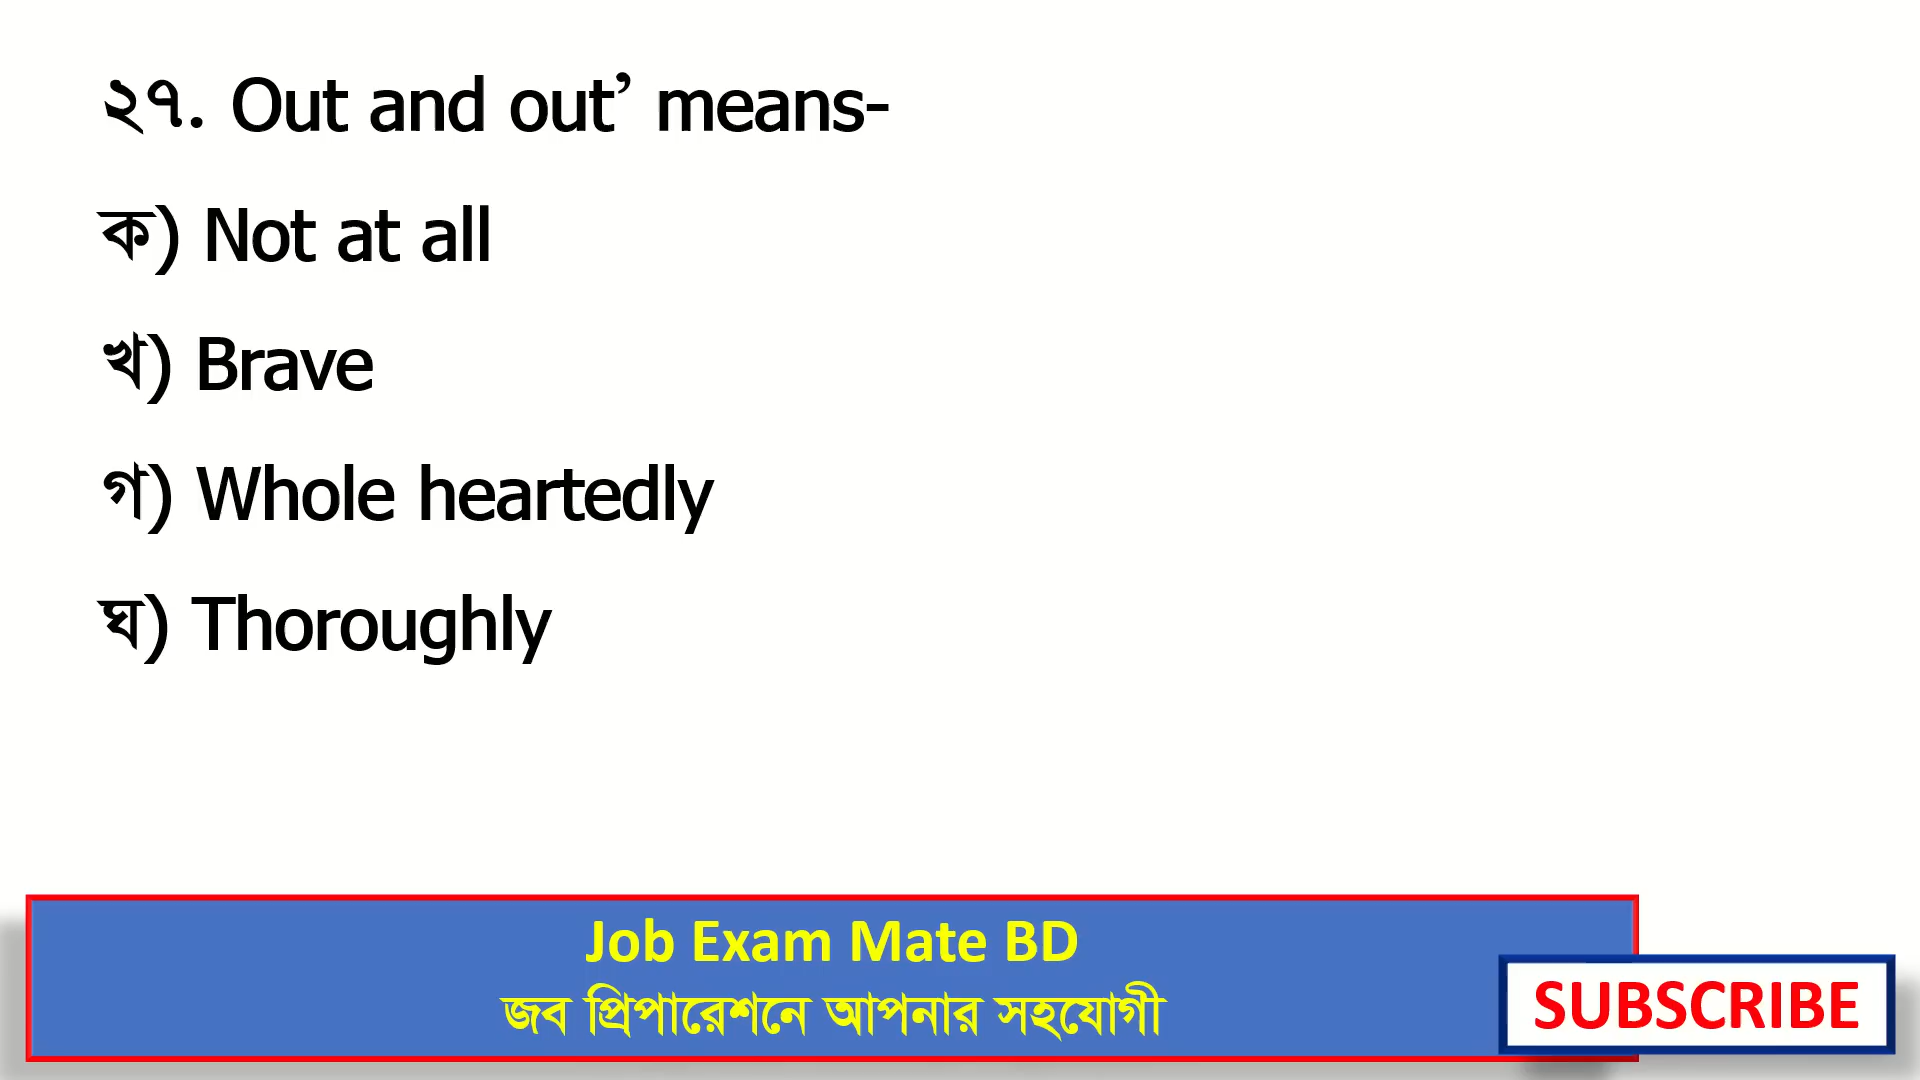 ২৭. Out and out’ means-
ক) Not at all
খ) Brave
গ) Whole heartedly
ঘ) Thoroughly
Job Exam Mate BD
জব প্রিপারেশনে আপনার সহযোগী
SUBSCRIBE